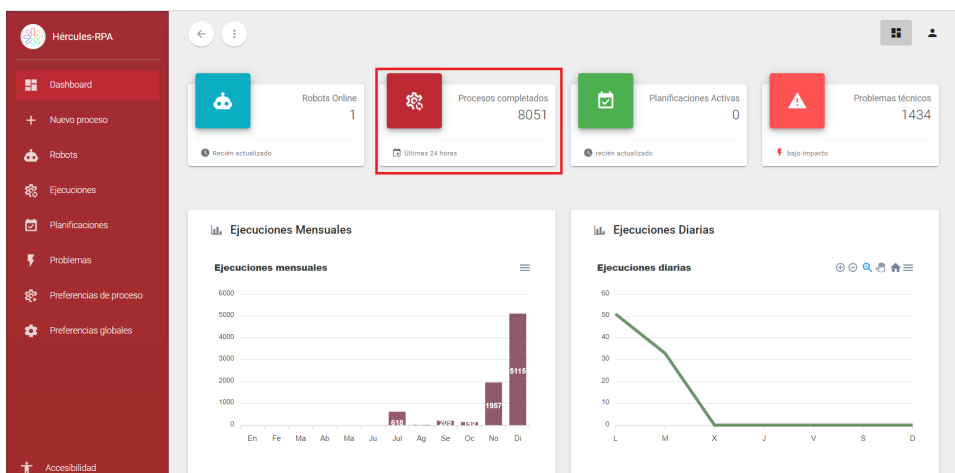 Hércules-RPA
Dashboard
Nuevo proceso
Robots
Ejecuciones
Planificaciones
Problemas
Preferencias de proceso
Preferencias globales
Accesibilidad
Robots Online
1
Recién actualizado
Procesos completados
8051
Últimas 24 horas
Planificaciones Activas
0
recién actualizado
Problemas técnicos
1434
bajo impacto
Ejecuciones Mensuales
Ejecuciones mensuales
6000
5000
4000
3000
2000
1000
0
618
209
145
1957
5115
En Fe Ma Ab Ma Ju Jul Ag Se Oc No Di
Ejecuciones Diarias
Ejecuciones diarias
60
50
40
30
20
10
0
L M X J V S D